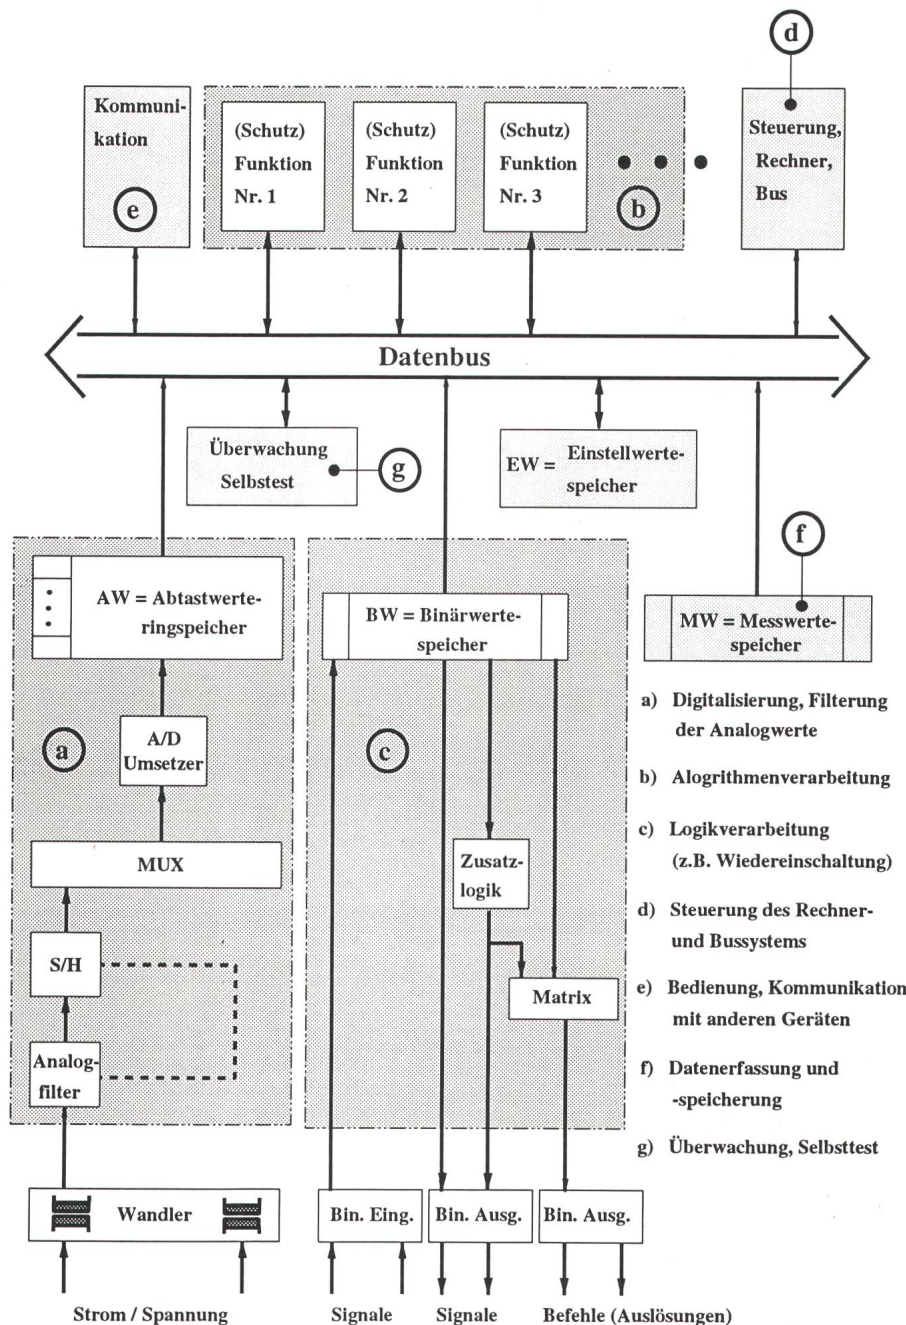 d
Kommuni-
kation
e
(Schutz)
Funktion
Nr. 1
(Schutz)
Funktion
Nr. 2
(Schutz)
Funktion
Nr. 3
b
Steuerung,
Rechner,
Bus
Datenbus
Überwachung
Selbstest
g
EW = Einstellwerte-
speicher
f
AW = Abtastwerte-
ringspeicher
BW = Binärwerte-
speicher
MW = Messwerte-
speicher
a
A/D
Umsetzer
c
MUX
Zusatz-
logik
S/H
Matrix
Analog-
filter
a) Digitalisierung, Filterung
der Analogwerte
b) Alogrithmenverarbeitung
c) Logikverarbeitung
(z.B. Wiedereinschaltung)
d) Steuerung des Rechner-
und Bussystems
e) Bedienung, Kommunikation
mit anderen Geräten
f) Datenerfassung und
-speicherung
g) Überwachung, Selbsttest
Wandler
Bin. Eing.
Bin. Ausg.
Bin. Ausg.
Strom / Spannung
Signale
Signale
Befehle (Auslösungen)